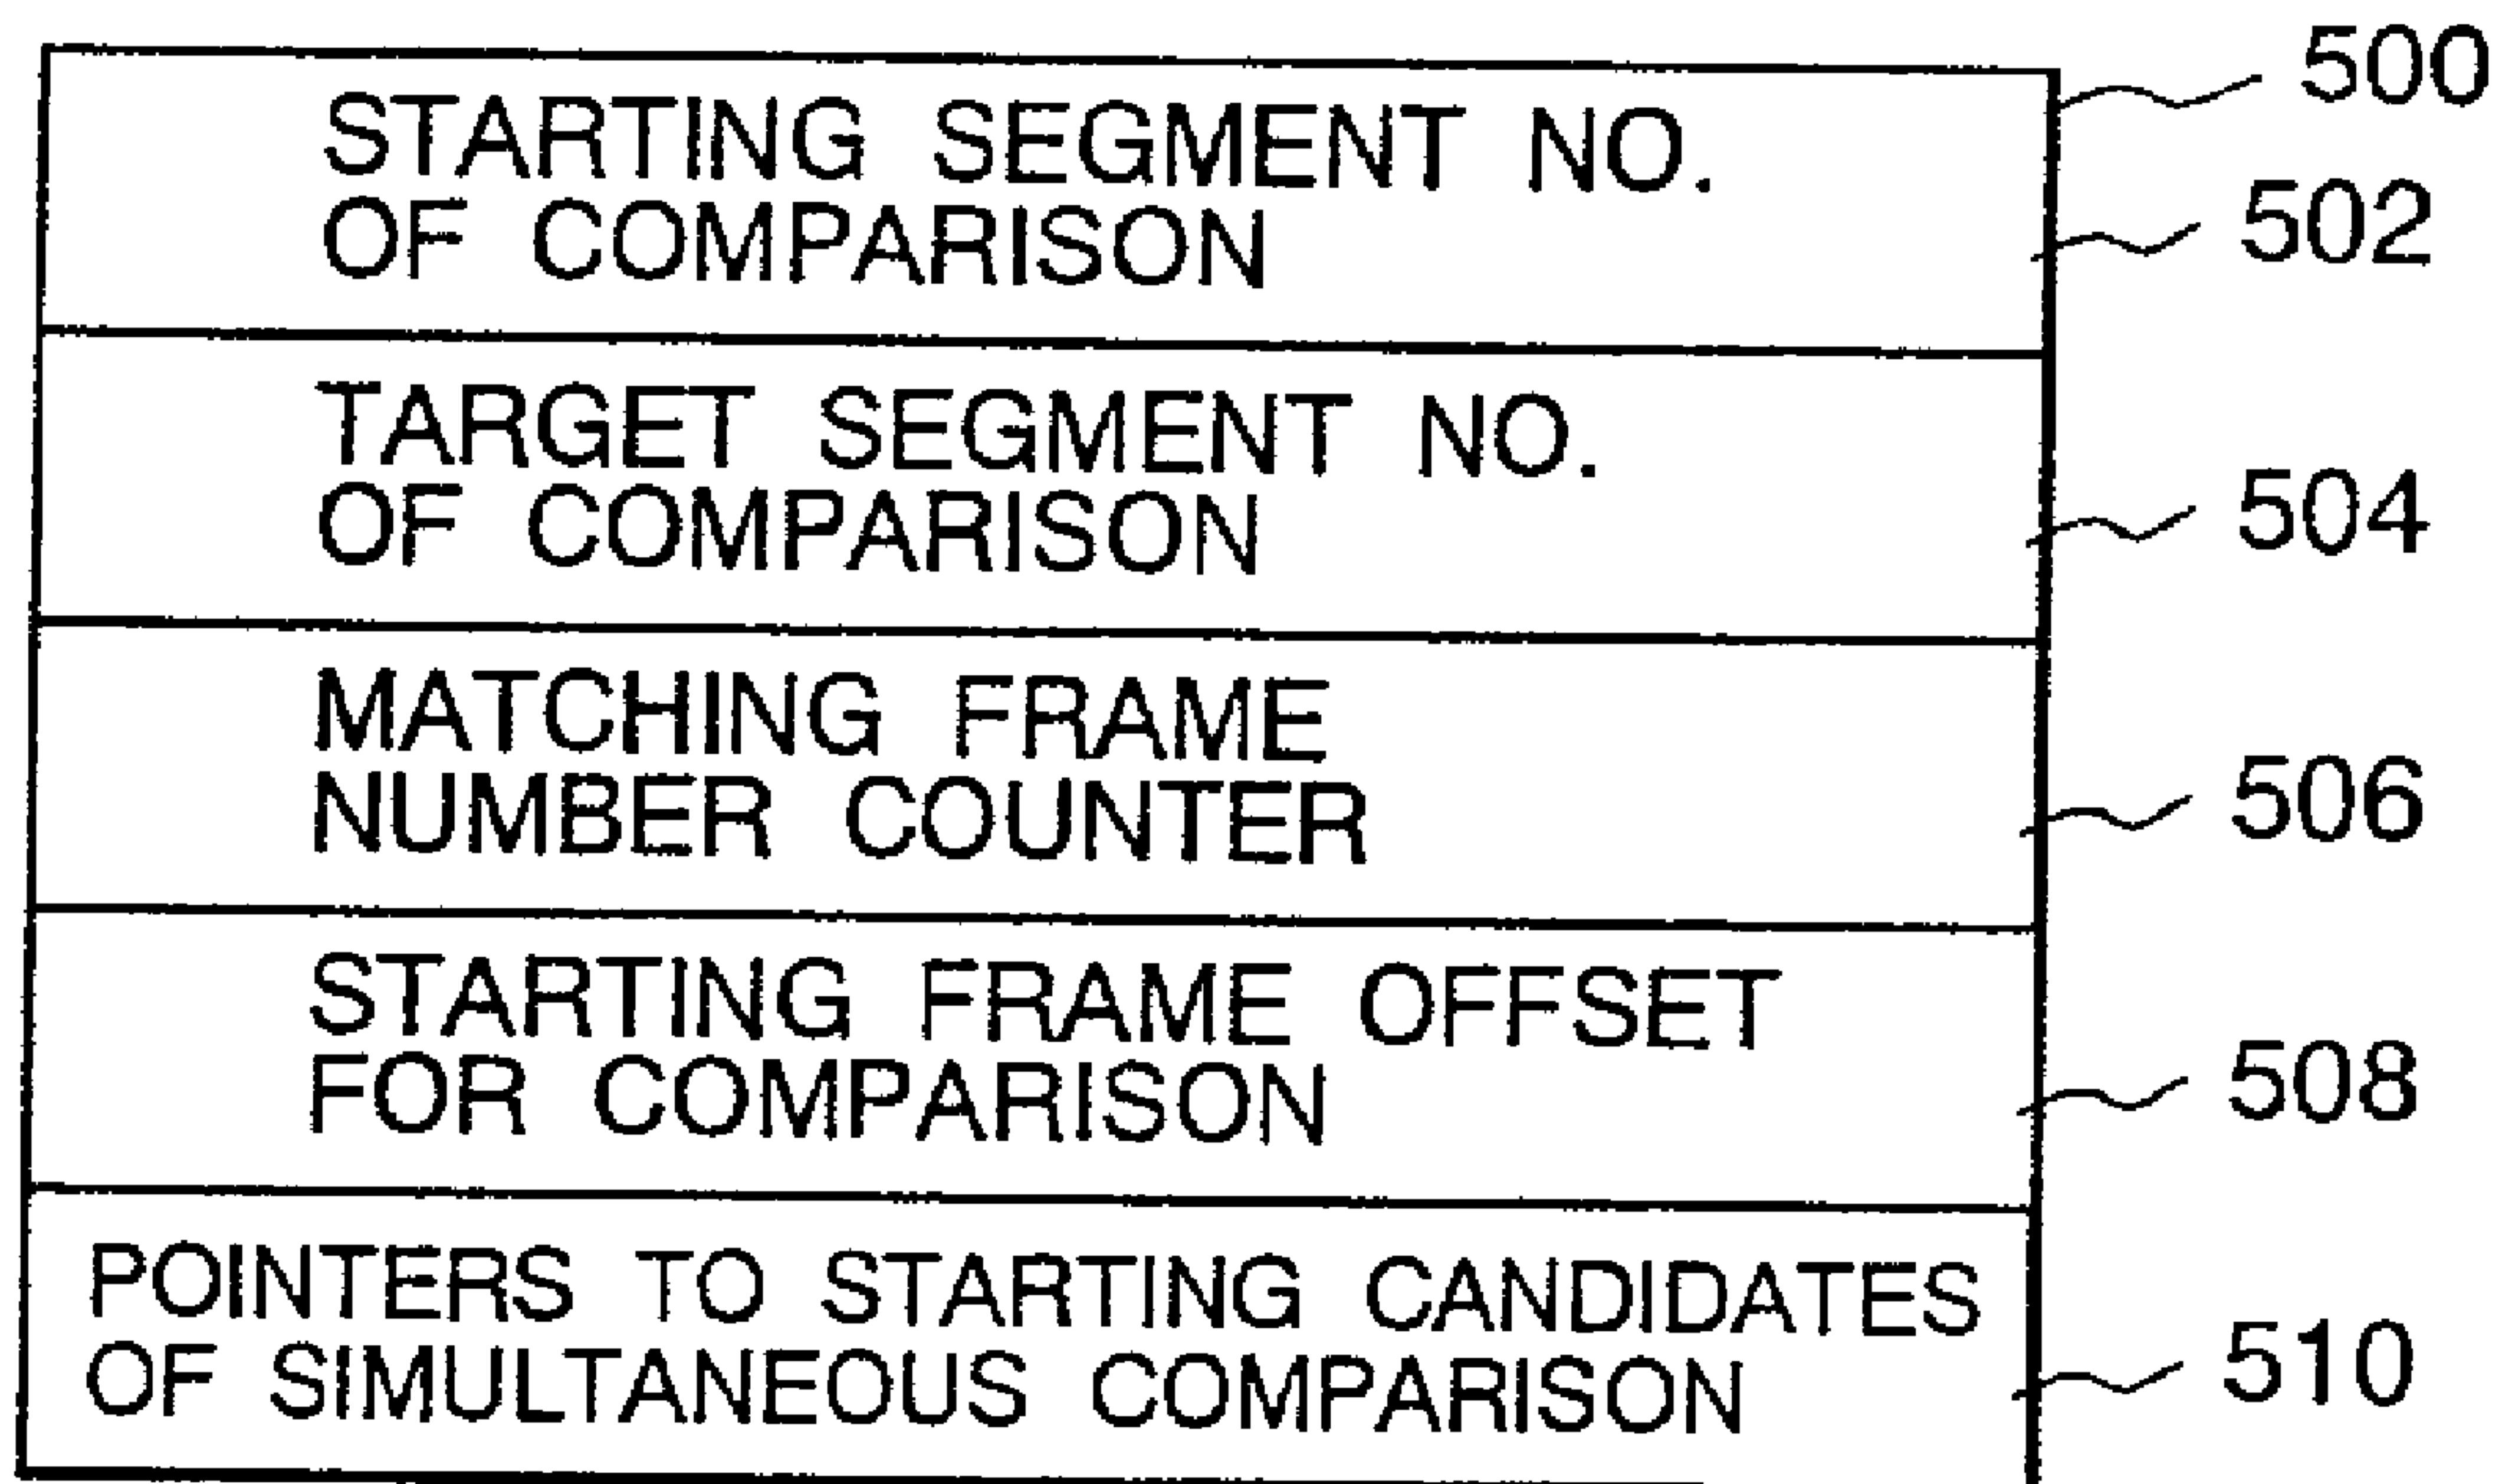 500
STARTING SEGMENT NO.
OF COMPARISON 502
TARGET SEGMENT NO.
OF COMPARISON 504
MATCHING FRAME
NUMBER COUNTER 506
STARTING FRAME OFFSET
FOR COMPARISON 508
POINTERS TO STARTING CANDIDATES
OF SIMULTANEOUS COMPARISON 510